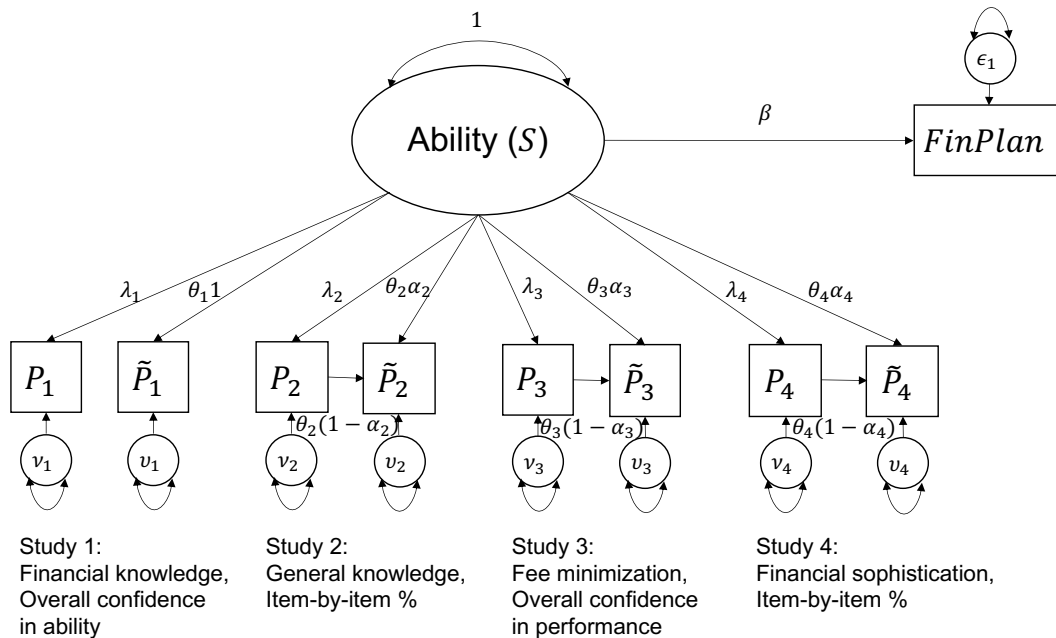 1
ϵ₁
Ability (S)
β
FinPlan
λ₁
θ₁1
λ₂
θ₂α₂
λ₃
θ₃α₃
λ₄
θ₄α₄
P₁
P̃₁
P₂
P̃₂
P₃
P̃₃
P₄
P̃₄
θ₂(1 − α₂)
θ₃(1 − α₃)
θ₄(1 − α₄)
ν₁
υ₁
ν₂
υ₂
ν₃
υ₃
ν₄
υ₄
Study 1:
Financial knowledge,
Overall confidence
in ability
Study 2:
General knowledge,
Item-by-item %
Study 3:
Fee minimization,
Overall confidence
in performance
Study 4:
Financial sophistication,
Item-by-item %